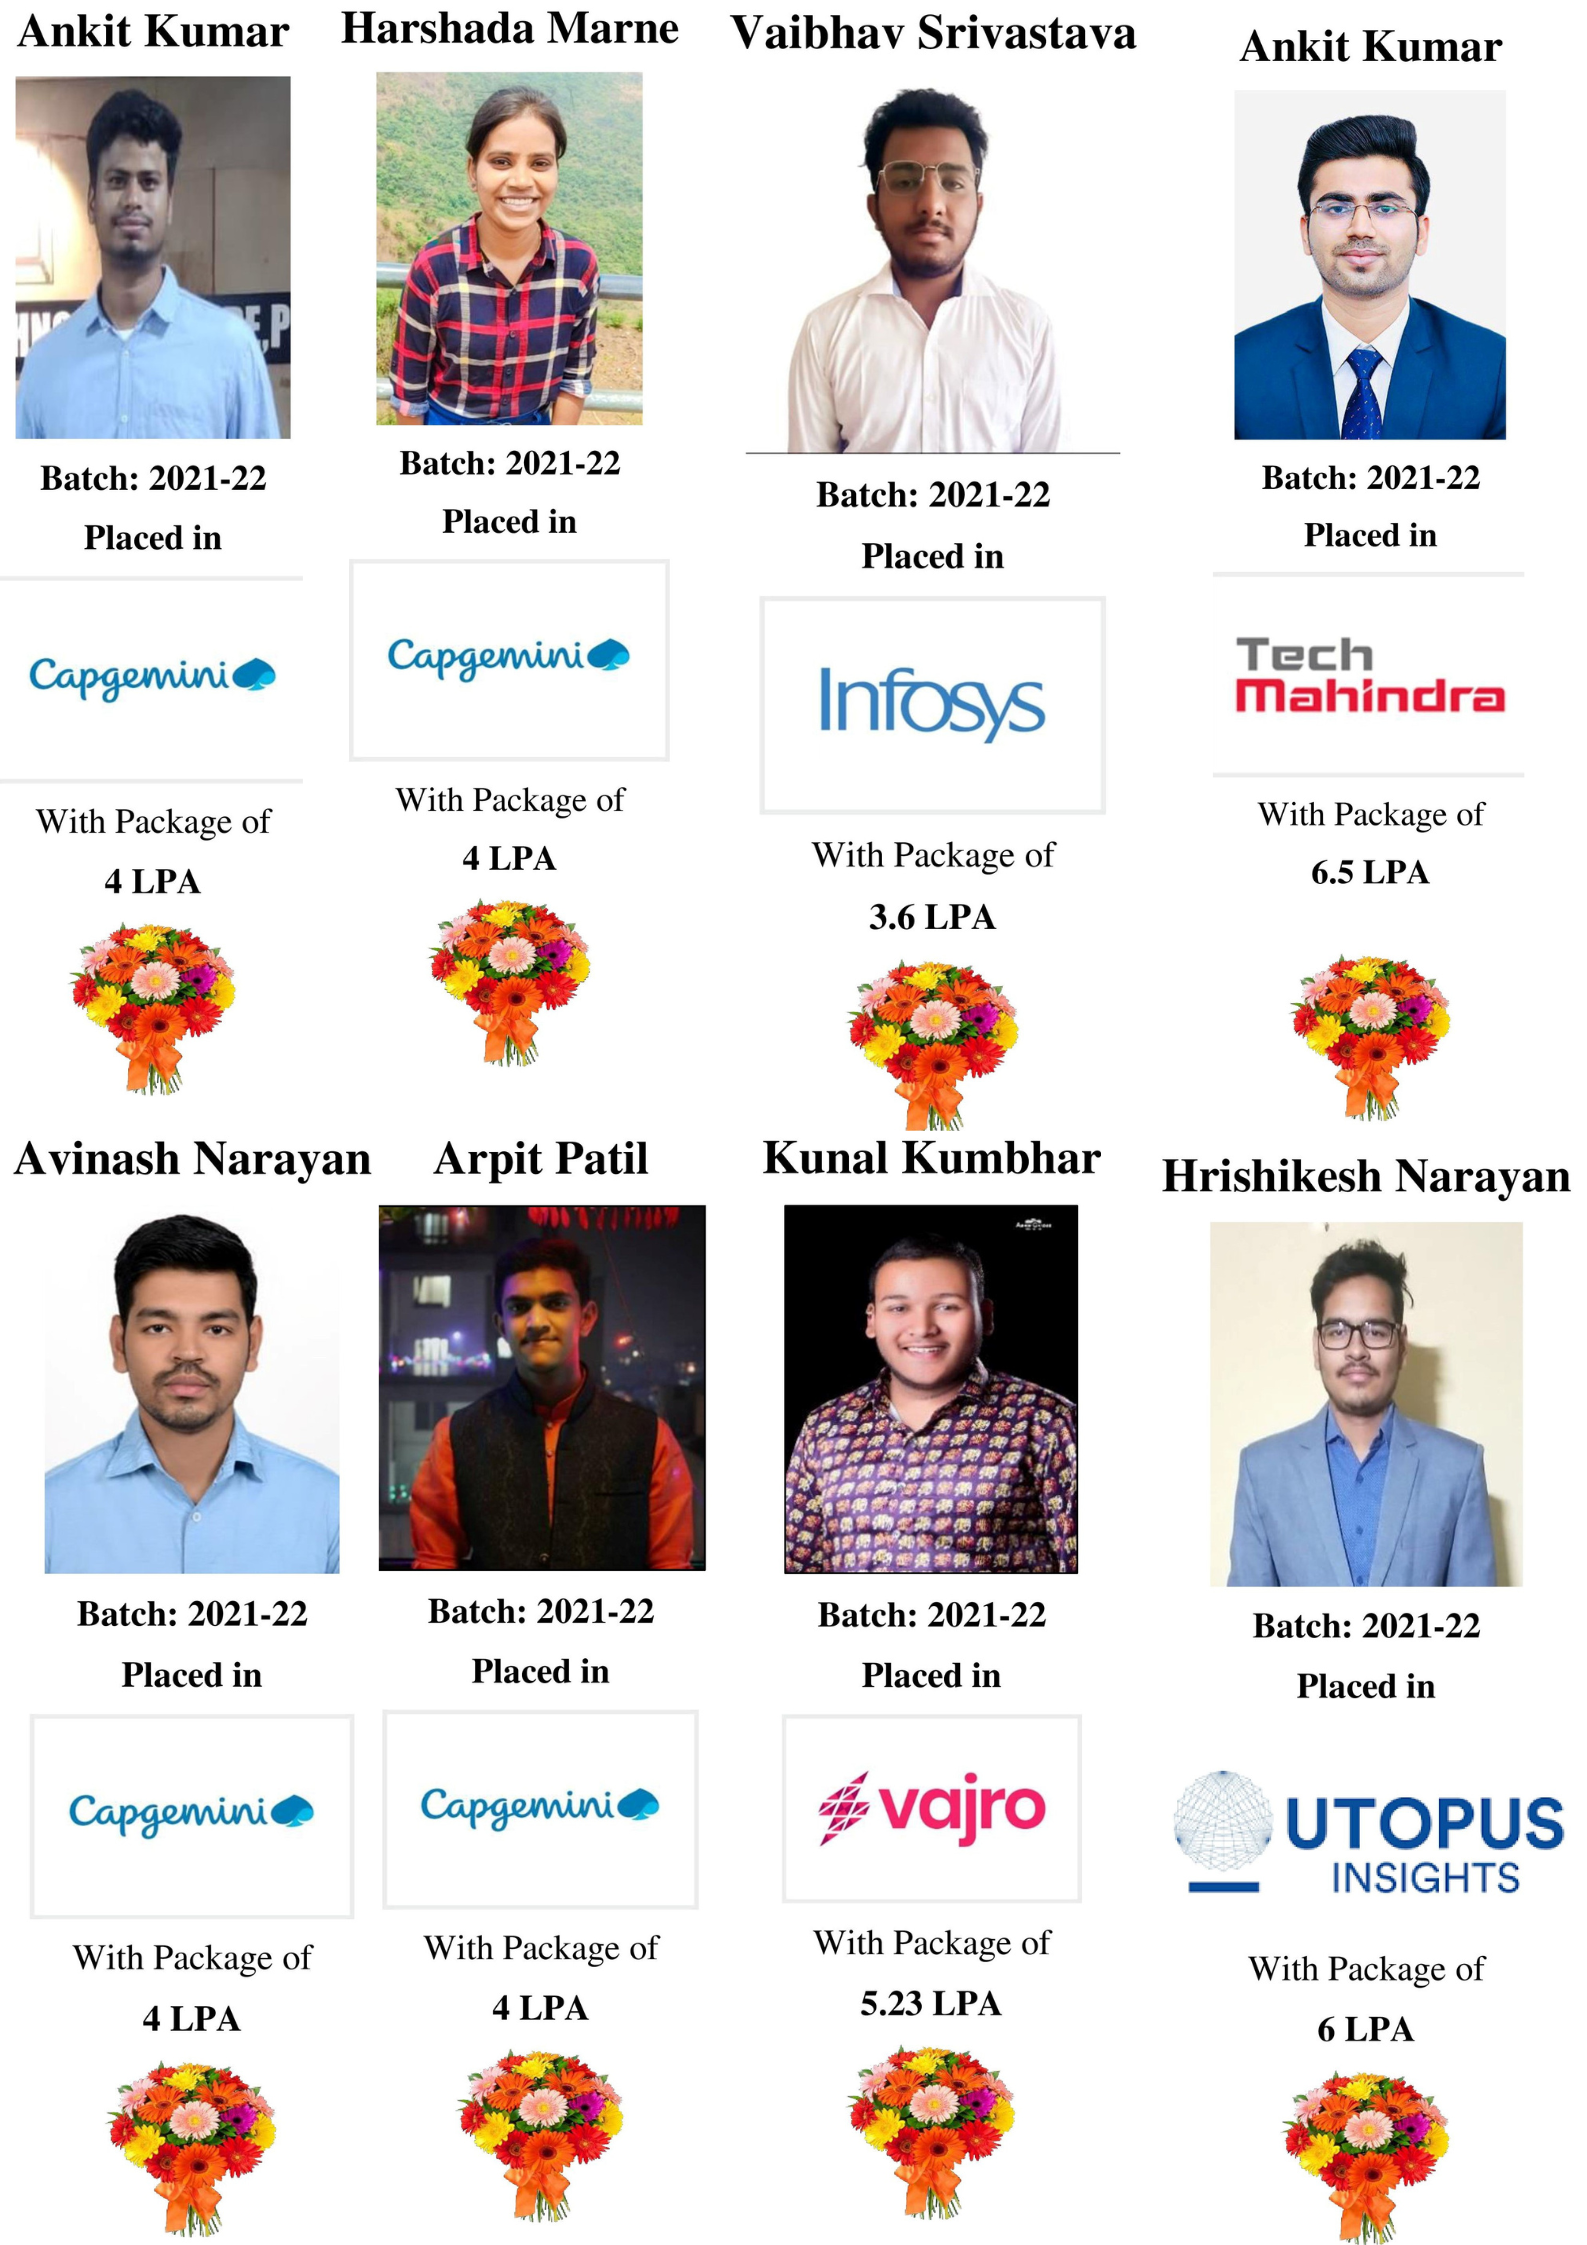 Ankit Kumar
Batch: 2021-22
Placed in
Capgemini
With Package of
4 LPA
Harshada Marne
Batch: 2021-22
Placed in
Capgemini
With Package of
4 LPA
Vaibhav Srivastava
Batch: 2021-22
Placed in
Infosys
With Package of
3.6 LPA
Ankit Kumar
Batch: 2021-22
Placed in
Tech
Mahindra
With Package of
6.5 LPA
Avinash Narayan
Batch: 2021-22
Placed in
Capgemini
With Package of
4 LPA
Arpit Patil
Batch: 2021-22
Placed in
Capgemini
With Package of
4 LPA
Kunal Kumbhar
Batch: 2021-22
Placed in
vajro
With Package of
5.23 LPA
Hrishikesh Narayan
Batch: 2021-22
Placed in
UTOPUS
INSIGHTS
With Package of
6 LPA